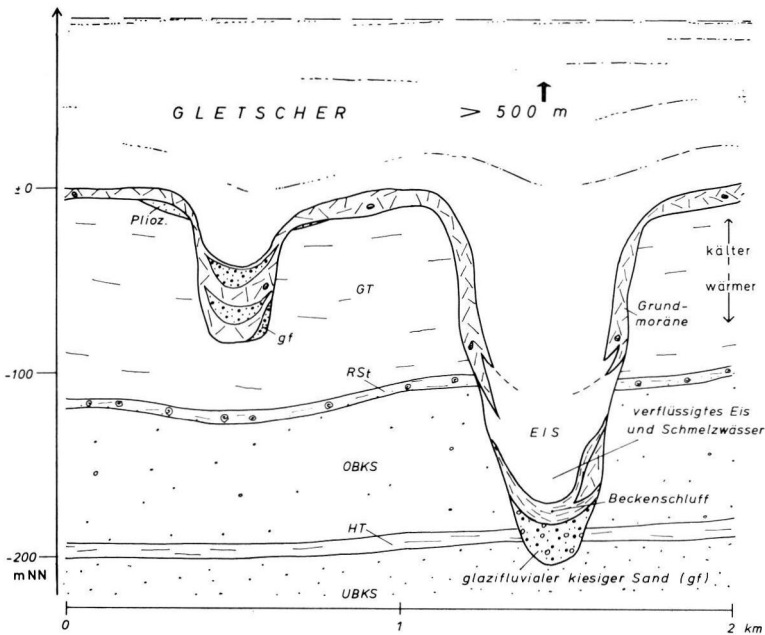 GLETSCHER > 500 m
± 0
Plioz.
kälter
wärmer
GT
Grund-
moräne
gf
-100
RSt
verflüssigtes Eis
und Schmelzwässer
EIS
OBKS
Beckenschluff
HT
-200
mNN
glazifluvialer kiesiger Sand (gf)
UBKS
0 1 2 km